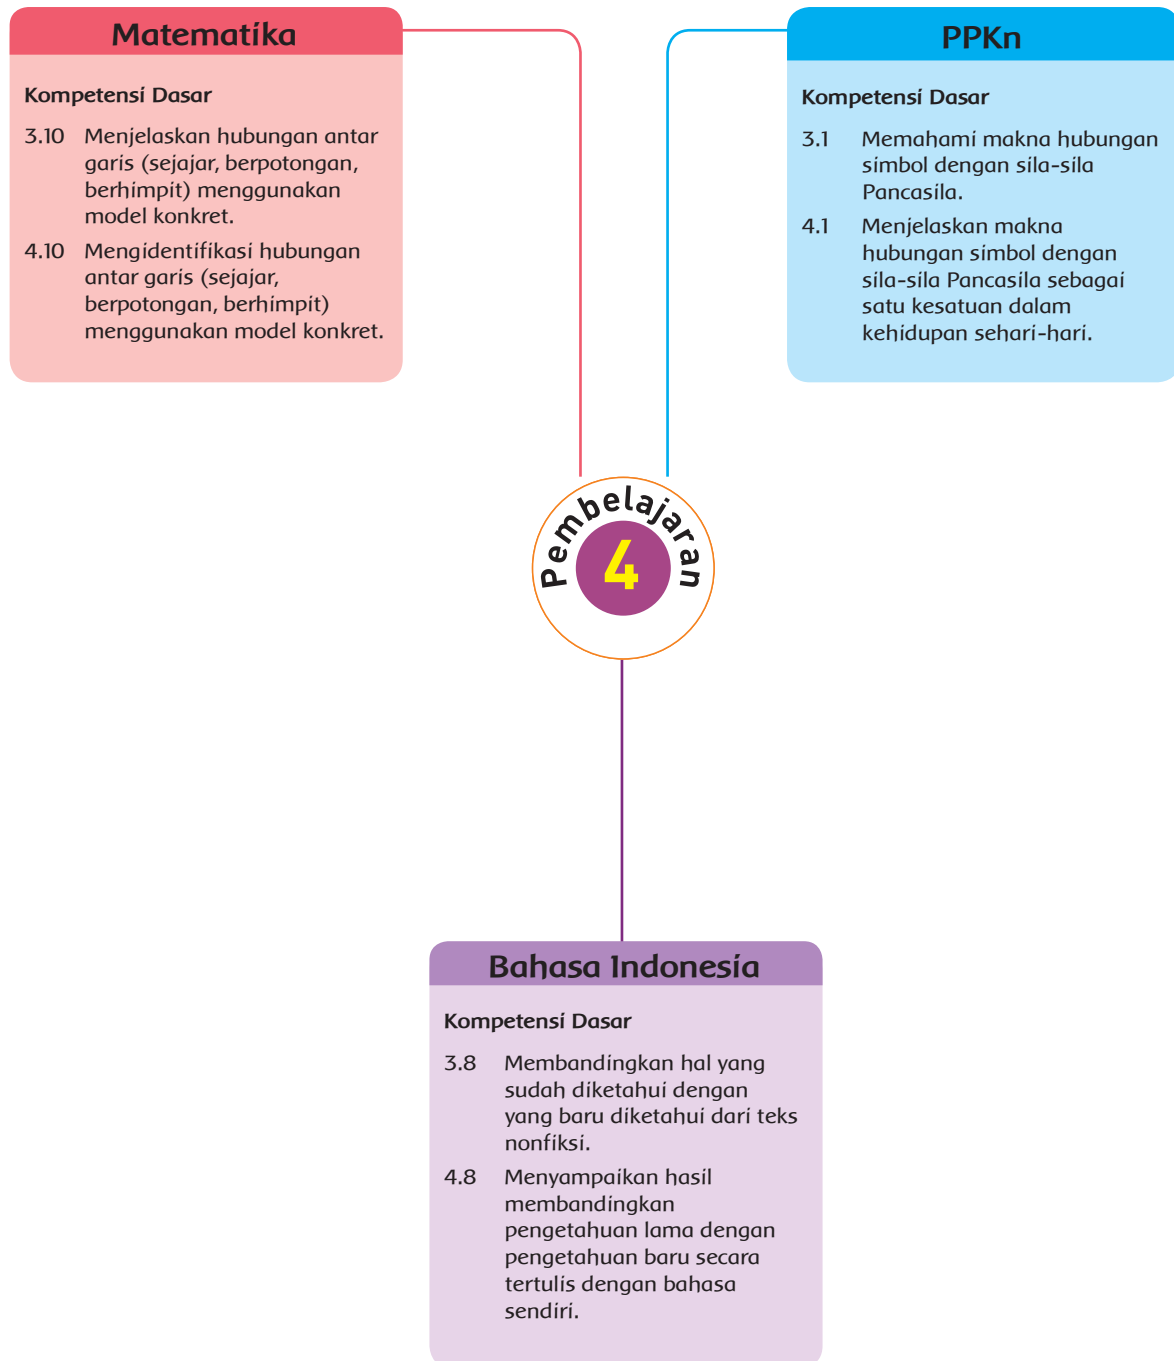 Matematika
Kompetensi Dasar
3.10 Menjelaskan hubungan antar
garis (sejajar, berpotongan,
berhimpit) menggunakan
model konkret.
4.10 Mengidentifikasi hubungan
antar garis (sejajar,
berpotongan, berhimpit)
menggunakan model konkret.
PPKn
Kompetensi Dasar
3.1 Memahami makna hubungan
simbol dengan sila-sila
Pancasila.
4.1 Menjelaskan makna
hubungan simbol dengan
sila-sila Pancasila sebagai
satu kesatuan dalam
kehidupan sehari-hari.
Pembelajaran
4
Bahasa Indonesia
Kompetensi Dasar
3.8 Membandingkan hal yang
sudah diketahui dengan
yang baru diketahui dari teks
nonfiksi.
4.8 Menyampaikan hasil
membandingkan
pengetahuan lama dengan
pengetahuan baru secara
tertulis dengan bahasa
sendiri.